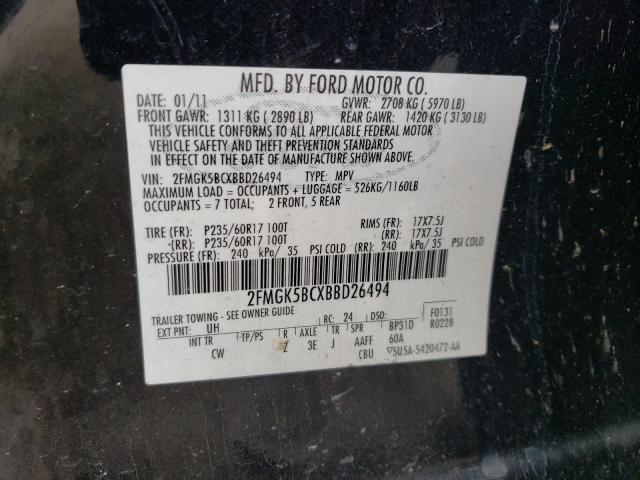 MFD. BY FORD MOTOR CO.
DATE: 01/11 GVWR: 2708 KG ( 5970 LB)
FRONT GAWR: 1311 KG ( 2890 LB) REAR GAWR: 1420 KG ( 3130 LB)
THIS VEHICLE CONFORMS TO ALL APPLICABLE FEDERAL MOTOR
VEHICLE SAFETY AND THEFT PREVENTION STANDARDS
IN EFFECT ON THE DATE OF MANUFACTURE SHOWN ABOVE.
VIN: 2FMGK5BCXBBD26494 TYPE: MPV
MAXIMUM LOAD = OCCUPANTS + LUGGAGE = 526KG/1160LB
OCCUPANTS = 7 TOTAL; 2 FRONT, 5 REAR
TIRE (FR): P235/60R17 100T RIMS (FR): 17X7.5J
(RR): P235/60R17 100T (RR): 17X7.5J
PRESSURE (FR): 240 kPa/ 35 PSI COLD (RR): 240 kPa/ 35 PSI COLD
2FMGK5BCXBBD26494
TRAILER TOWING - SEE OWNER GUIDE
EXT PNT: UH RC: 24 DSO: F0131
INT TR TP/PS R AXLE TR SPR BP31D R0228
CW Z 3E J AAFF 60A
CBU 5U5A-5420472-AA